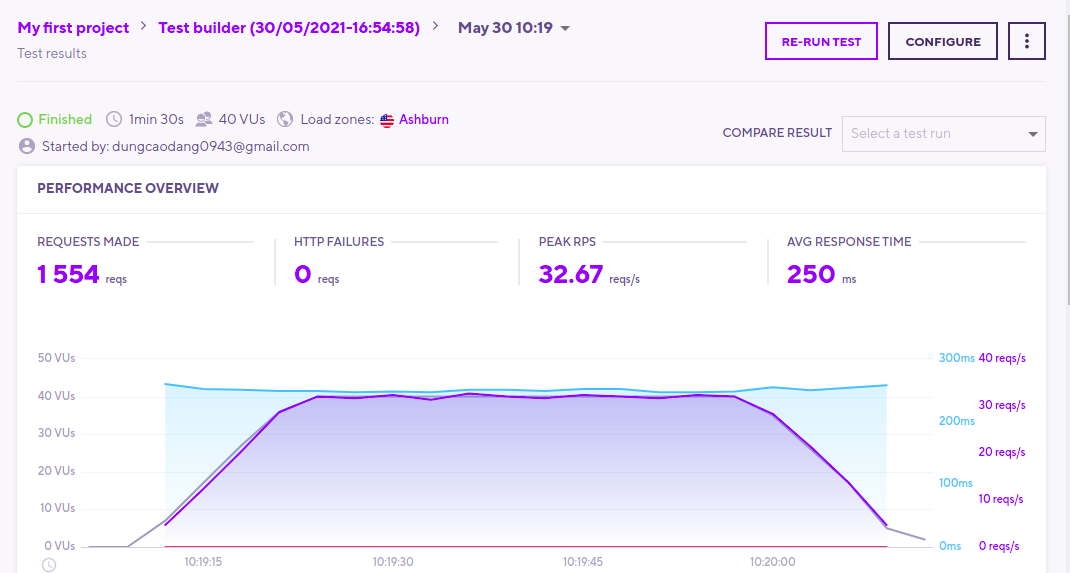 My first project > Test builder (30/05/2021-16:54:58) > May 30 10:19
RE-RUN TEST
CONFIGURE
Test results
Finished 1min 30s 40 VUs Load zones: Ashburn
Started by: dungcaodang0943@gmail.com
COMPARE RESULT Select a test run
PERFORMANCE OVERVIEW
REQUESTS MADE
1 554 reqs
HTTP FAILURES
0 reqs
PEAK RPS
32.67 reqs/s
AVG RESPONSE TIME
250 ms
50 VUs
40 VUs
30 VUs
20 VUs
10 VUs
0 VUs
300ms
200ms
100ms
0ms
40 reqs/s
30 reqs/s
20 reqs/s
10 reqs/s
0 reqs/s
10:19:15
10:19:30
10:19:45
10:20:00